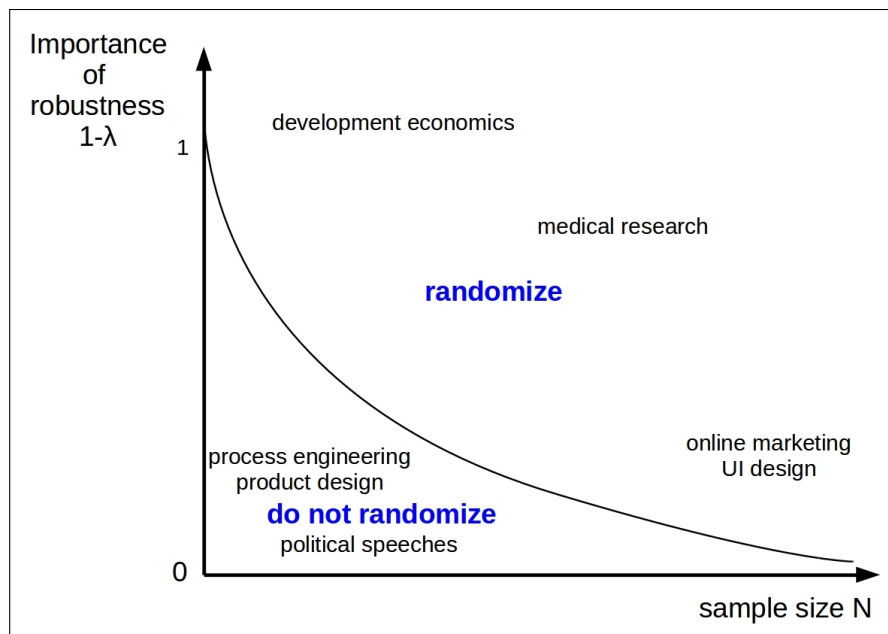 Importance
of
robustness
1-λ
1
development economics
medical research
randomize
online marketing
UI design
process engineering
product design
do not randomize
political speeches
0
sample size N